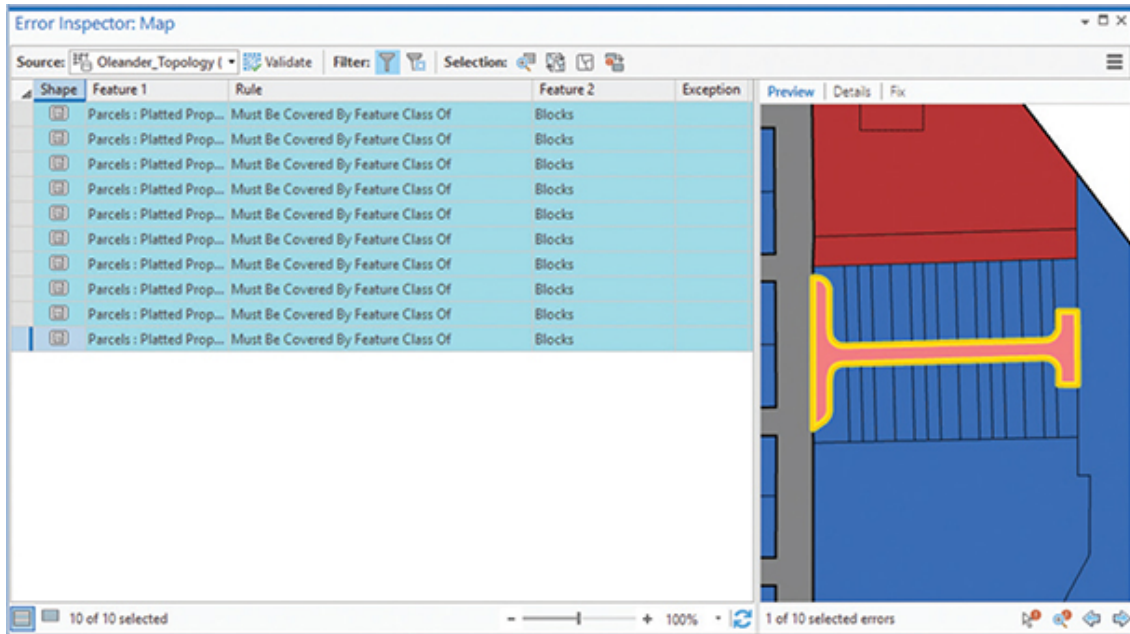 Error Inspector: Map
Source: Oleander_Topology ( Validate Filter: Selection:
Shape Feature 1 Rule Feature 2 Exception
Parcels : Platted Prop... Must Be Covered By Feature Class Of Blocks
Parcels : Platted Prop... Must Be Covered By Feature Class Of Blocks
Parcels : Platted Prop... Must Be Covered By Feature Class Of Blocks
Parcels : Platted Prop... Must Be Covered By Feature Class Of Blocks
Parcels : Platted Prop... Must Be Covered By Feature Class Of Blocks
Parcels : Platted Prop... Must Be Covered By Feature Class Of Blocks
Parcels : Platted Prop... Must Be Covered By Feature Class Of Blocks
Parcels : Platted Prop... Must Be Covered By Feature Class Of Blocks
Parcels : Platted Prop... Must Be Covered By Feature Class Of Blocks
Parcels : Platted Prop... Must Be Covered By Feature Class Of Blocks
10 of 10 selected - + 100%
Preview Details Fix
1 of 10 selected errors